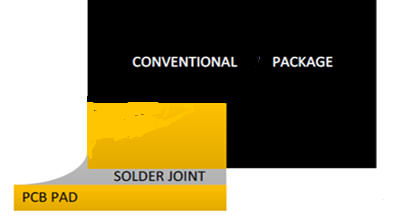 CONVENTIONAL PACKAGE
SOLDER JOINT
PCB PAD